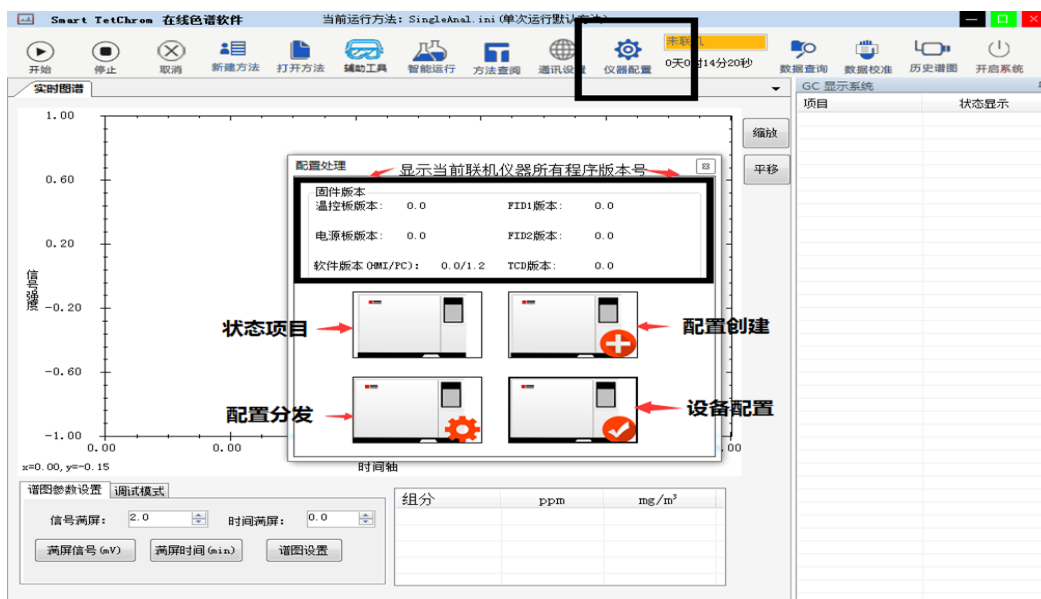 Smart TetChrom 在线色谱软件 当前运行方法: SingleAnal.ini(单次运行默认方法)
未联机
0天0时14分20秒
开始 停止 取消 新建方法 打开方法 辅助工具 智能运行 方法查阅 通讯设置 仪器配置 数据查询 数据校准 历史谱图 开启系统
实时图谱
GC 显示系统
项目 状态显示
1.00
0.60
0.20
-0.20
-0.60
-1.00
信号强度
0.00 0.00 .00
x=0.00,y=-0.15
时间轴
缩放
平移
配置处理
显示当前联机仪器所有程序版本号
固件版本
温控板版本: 0.0 FID1版本: 0.0
电源板版本: 0.0 FID2版本: 0.0
软件版本(HMI/PC): 0.0/1.2 TCD版本: 0.0
状态项目
配置创建
配置分发
设备配置
谱图参数设置 调试模式
信号满屏: 2.0 时间满屏: 0.0
满屏信号(mV) 满屏时间(min) 谱图设置
组分 ppm mg/m³